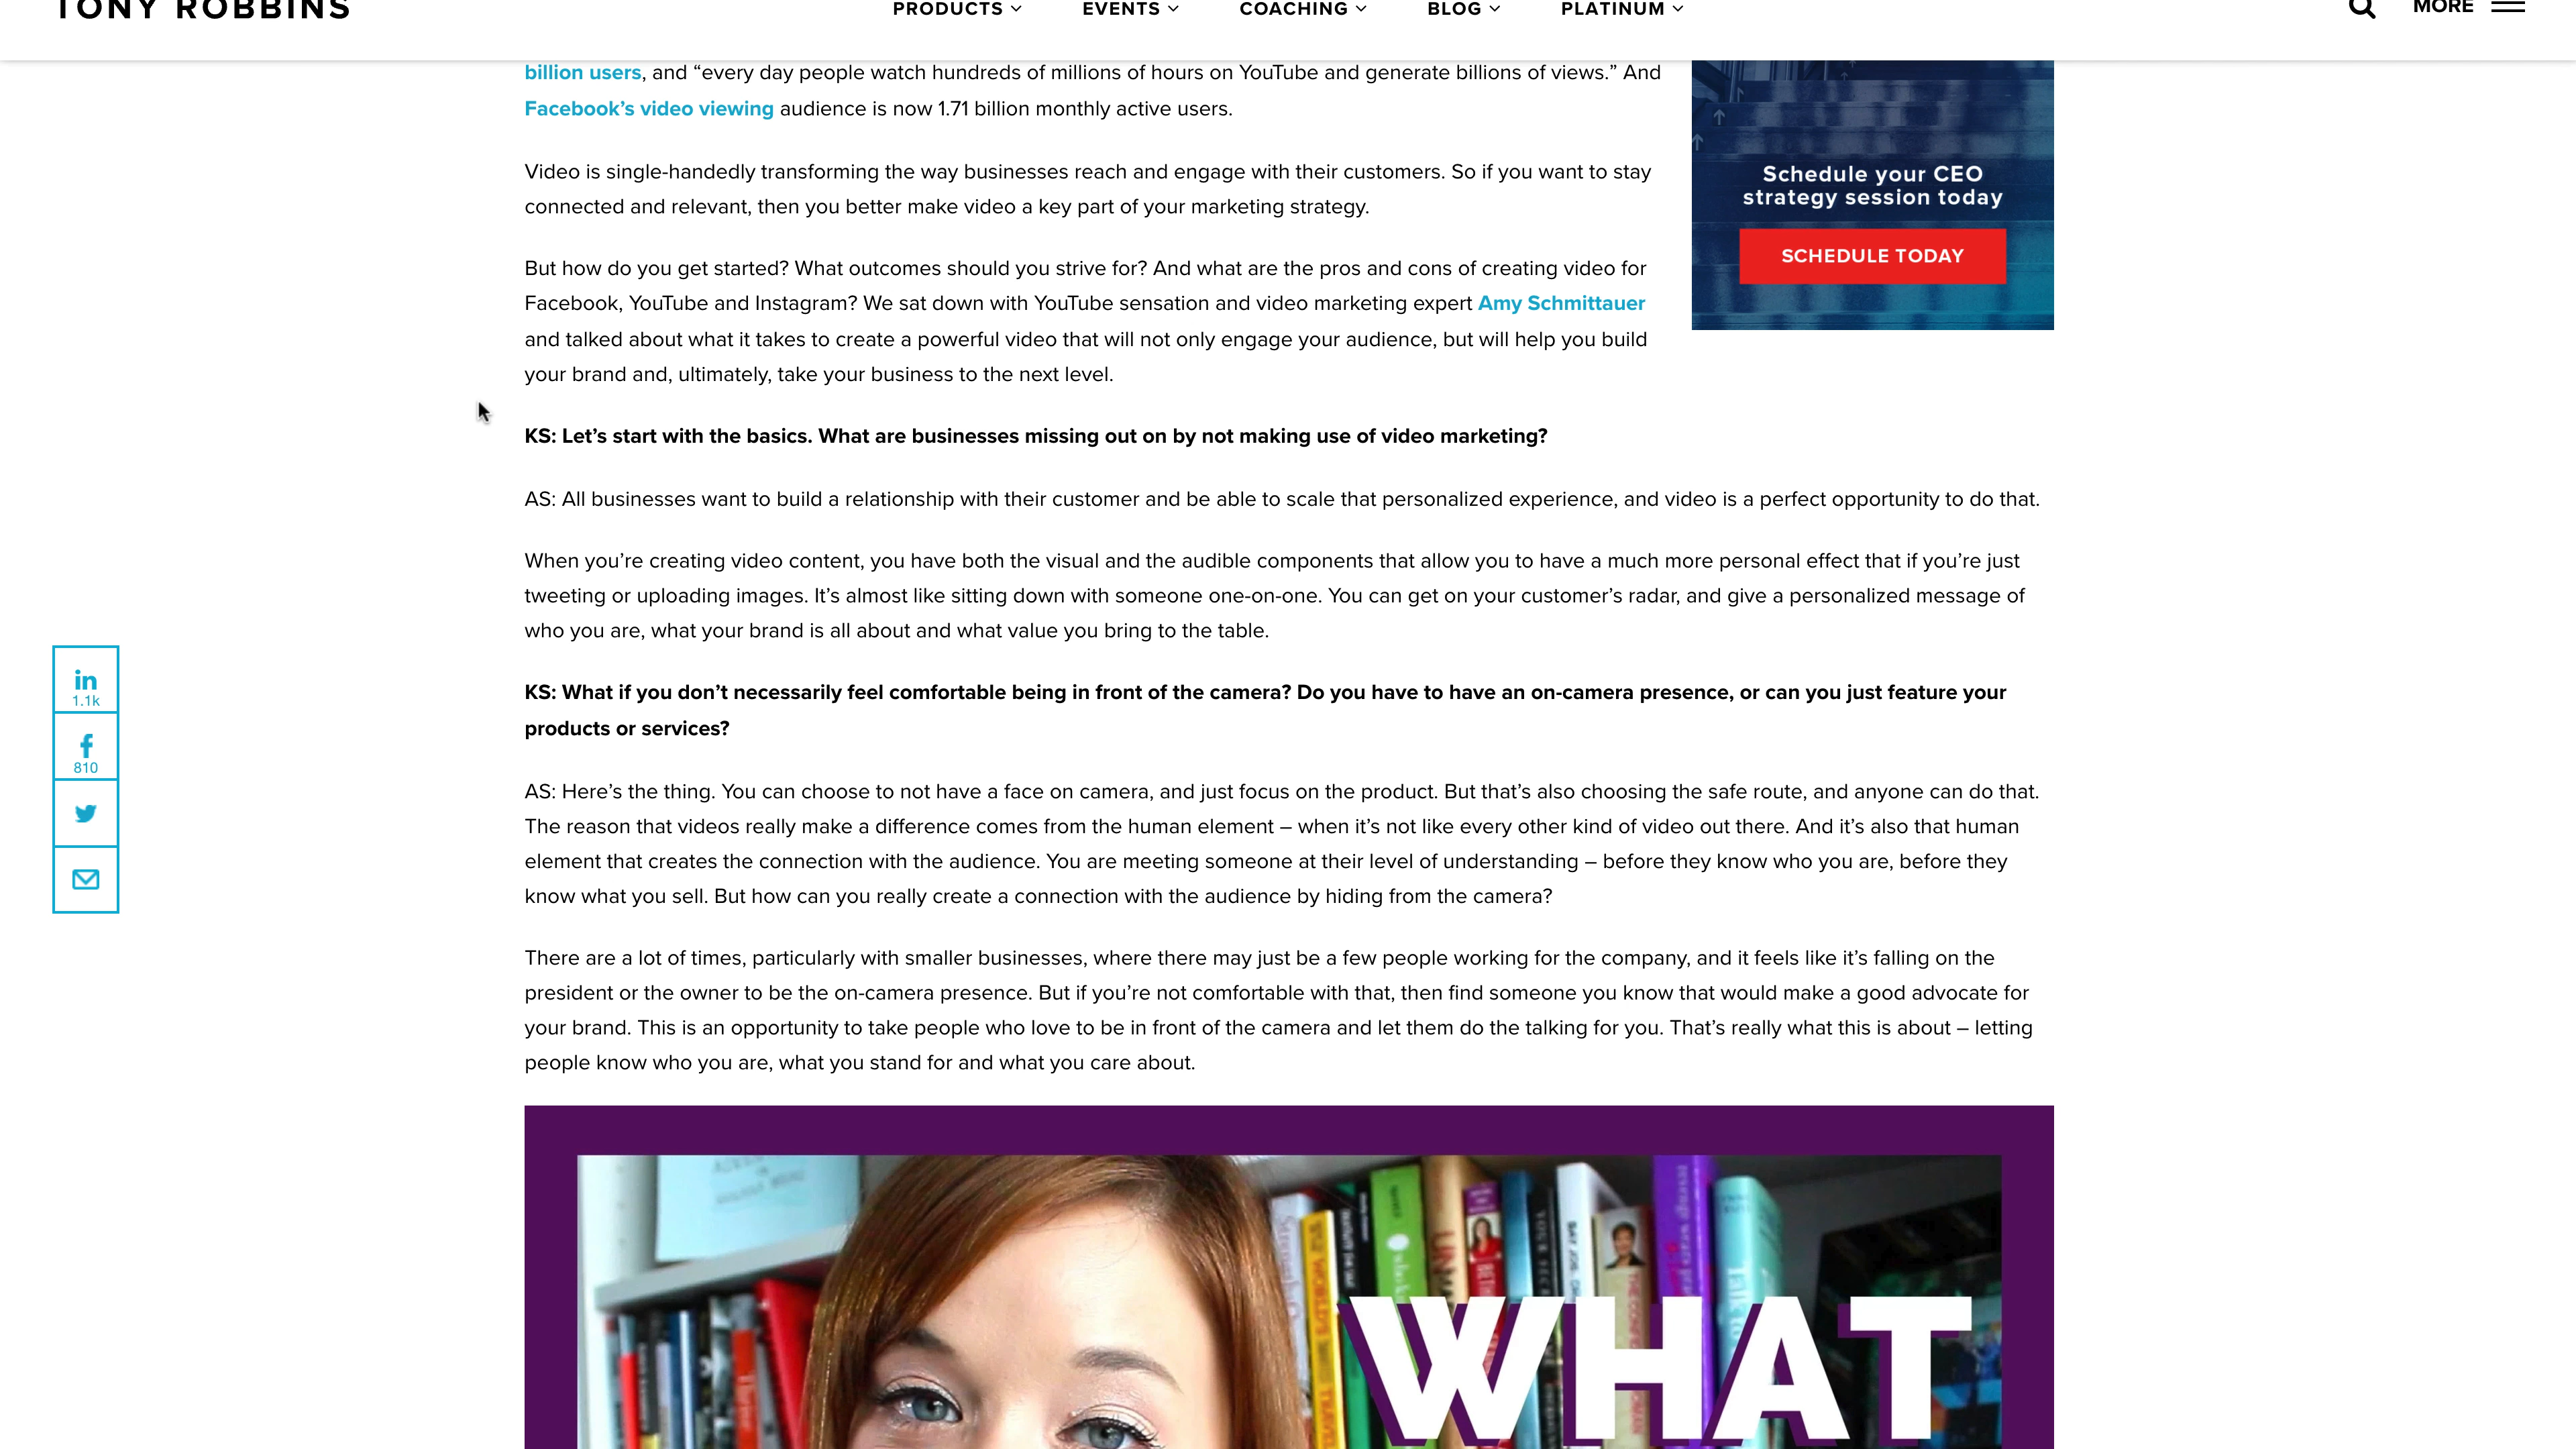 TONY ROBBINS
PRODUCTS
EVENTS
COACHING
BLOG
PLATINUM
MORE
billion users, and “every day people watch hundreds of millions of hours on YouTube and generate billions of views.” And
Facebook’s video viewing audience is now 1.71 billion monthly active users.
Video is single-handedly transforming the way businesses reach and engage with their customers. So if you want to stay
connected and relevant, then you better make video a key part of your marketing strategy.
But how do you get started? What outcomes should you strive for? And what are the pros and cons of creating video for
Facebook, YouTube and Instagram? We sat down with YouTube sensation and video marketing expert Amy Schmittauer
and talked about what it takes to create a powerful video that will not only engage your audience, but will help you build
your brand and, ultimately, take your business to the next level.
Schedule your CEO
strategy session today
SCHEDULE TODAY
KS: Let’s start with the basics. What are businesses missing out on by not making use of video marketing?
AS: All businesses want to build a relationship with their customer and be able to scale that personalized experience, and video is a perfect opportunity to do that.
When you’re creating video content, you have both the visual and the audible components that allow you to have a much more personal effect that if you’re just
tweeting or uploading images. It’s almost like sitting down with someone one-on-one. You can get on your customer’s radar, and give a personalized message of
who you are, what your brand is all about and what value you bring to the table.
KS: What if you don’t necessarily feel comfortable being in front of the camera? Do you have to have an on-camera presence, or can you just feature your
products or services?
AS: Here’s the thing. You can choose to not have a face on camera, and just focus on the product. But that’s also choosing the safe route, and anyone can do that.
The reason that videos really make a difference comes from the human element – when it’s not like every other kind of video out there. And it’s also that human
element that creates the connection with the audience. You are meeting someone at their level of understanding – before they know who you are, before they
know what you sell. But how can you really create a connection with the audience by hiding from the camera?
There are a lot of times, particularly with smaller businesses, where there may just be a few people working for the company, and it feels like it’s falling on the
president or the owner to be the on-camera presence. But if you’re not comfortable with that, then find someone you know that would make a good advocate for
your brand. This is an opportunity to take people who love to be in front of the camera and let them do the talking for you. That’s really what this is about – letting
people know who you are, what you stand for and what you care about.
in
1.1k
810
WHAT